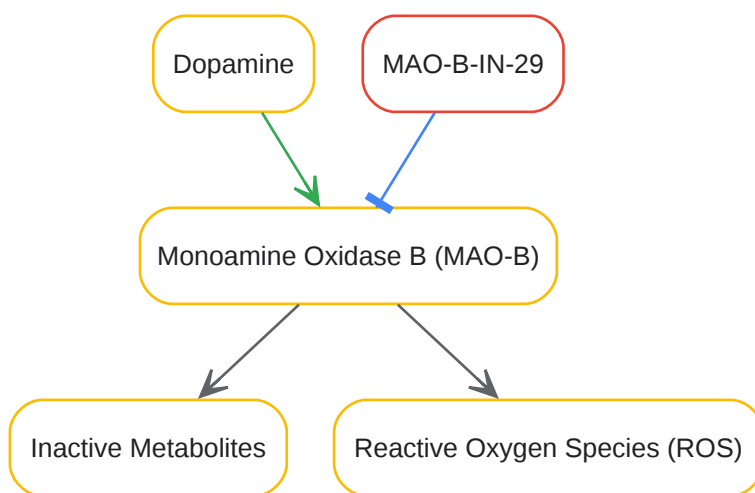 Dopamine
MAO-B-IN-29
Monoamine Oxidase B (MAO-B)
Inactive Metabolites
Reactive Oxygen Species (ROS)